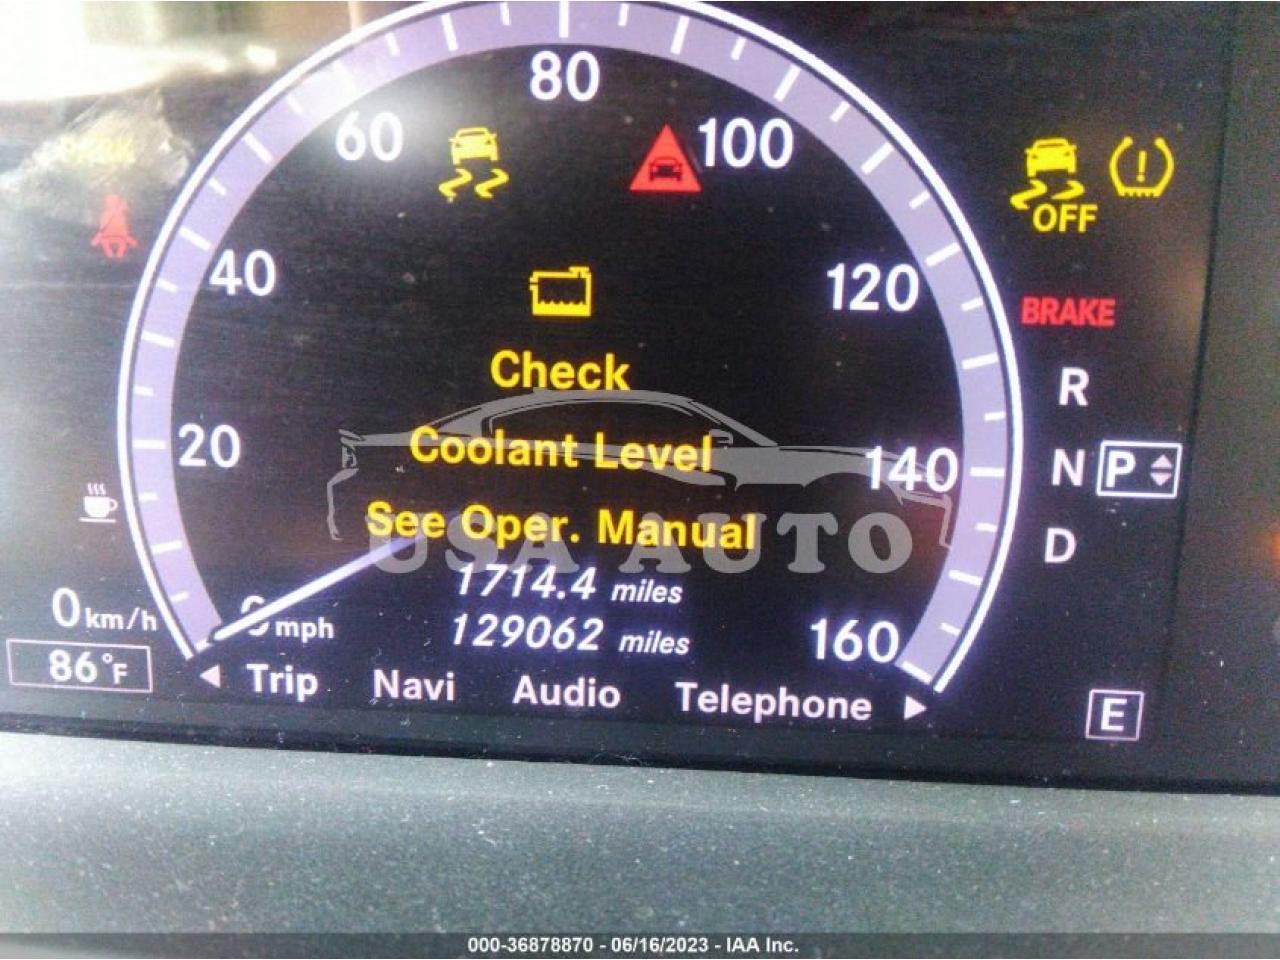 80
60
100
40
120
OFF
BRAKE
Check
R
Coolant Level
20
140
N
P
See Oper. Manual
USA AUTO
D
1714.4 miles
0 km/h
mph
129062 miles
160
86°F
Trip Navi Audio Telephone
E
000-36878870 - 06/16/2023 - IAA Inc.